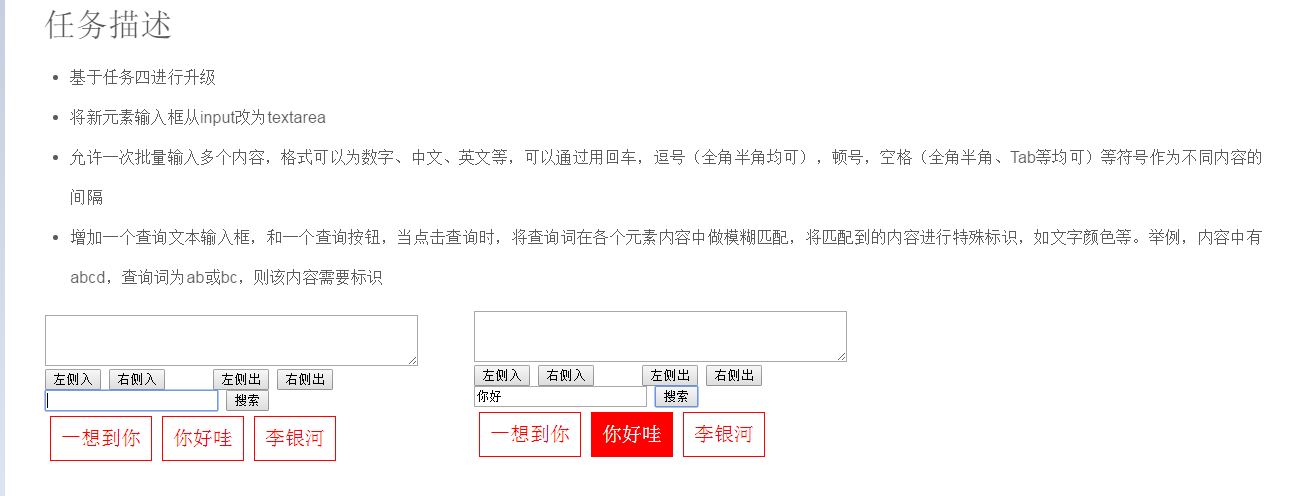 任务描述
基于任务四进行升级
将新元素输入框从input改为textarea
允许一次批量输入多个内容，格式可以为数字、中文、英文等，可以通过用回车，逗号（全角半角均可），顿号，空格（全角半角、Tab等均可）等符号作为不同内容的
间隔
增加一个查询文本输入框，和一个查询按钮，当点击查询时，将查询词在各个元素内容中做模糊匹配，将匹配到的内容进行特殊标识，如文字颜色等。举例，内容中有
abcd，查询词为ab或bc，则该内容需要标识
左侧入 右侧入 左侧出 右侧出
搜索
一想到你 你好哇 李银河
左侧入 右侧入 左侧出 右侧出
你好 搜索
一想到你 你好哇 李银河